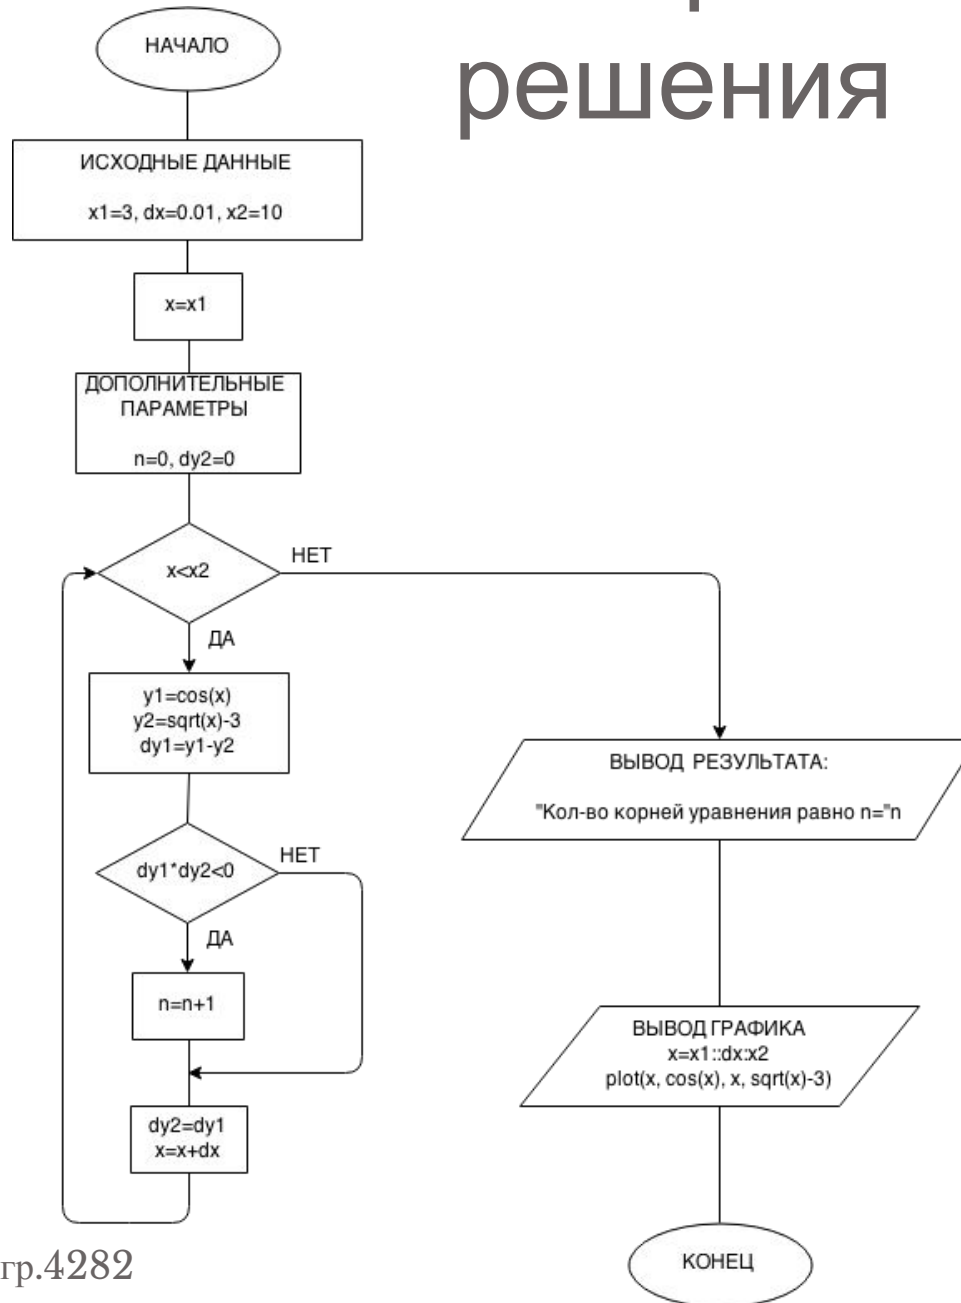 решения
НАЧАЛО
ИСХОДНЫЕ ДАННЫЕ
x1=3, dx=0.01, x2=10
x=x1
ДОПОЛНИТЕЛЬНЫЕ
ПАРАМЕТРЫ
n=0, dy2=0
x<x2
НЕТ
ДА
y1=cos(x)
y2=sqrt(x)-3
dy1=y1-y2
dy1*dy2<0
НЕТ
ДА
n=n+1
dy2=dy1
x=x+dx
ВЫВОД РЕЗУЛЬТАТА:
"Кол-во корней уравнения равно n="n
ВЫВОД ГРАФИКА
x=x1::dx:x2
plot(x, cos(x), x, sqrt(x)-3)
КОНЕЦ
гр.4282